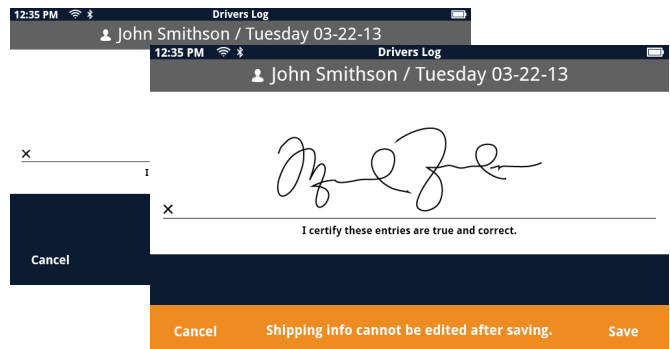 12:35 PM Drivers Log
John Smithson / Tuesday 03-22-13
×
I
Cancel
12:35 PM Drivers Log
John Smithson / Tuesday 03-22-13
×
I certify these entries are true and correct.
Cancel Shipping info cannot be edited after saving. Save